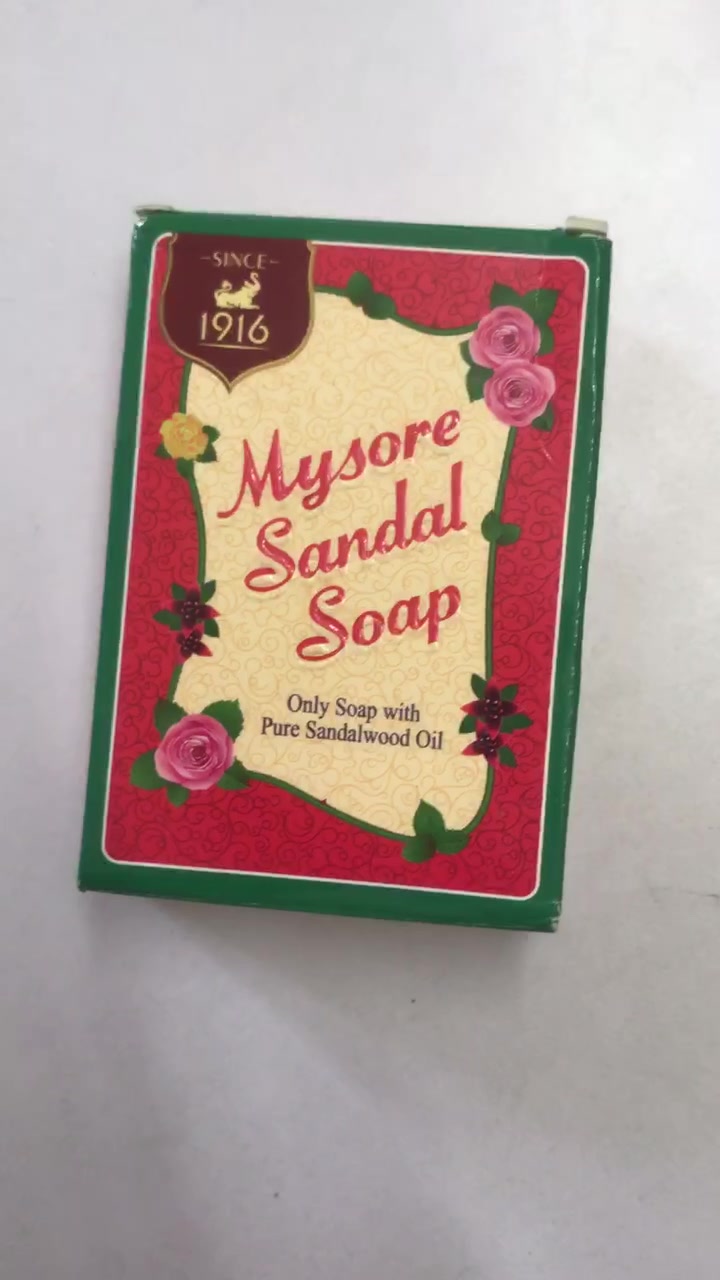 -SINCE-
1916
Mysore
Sandal
Soap
Only Soap with
Pure Sandalwood Oil